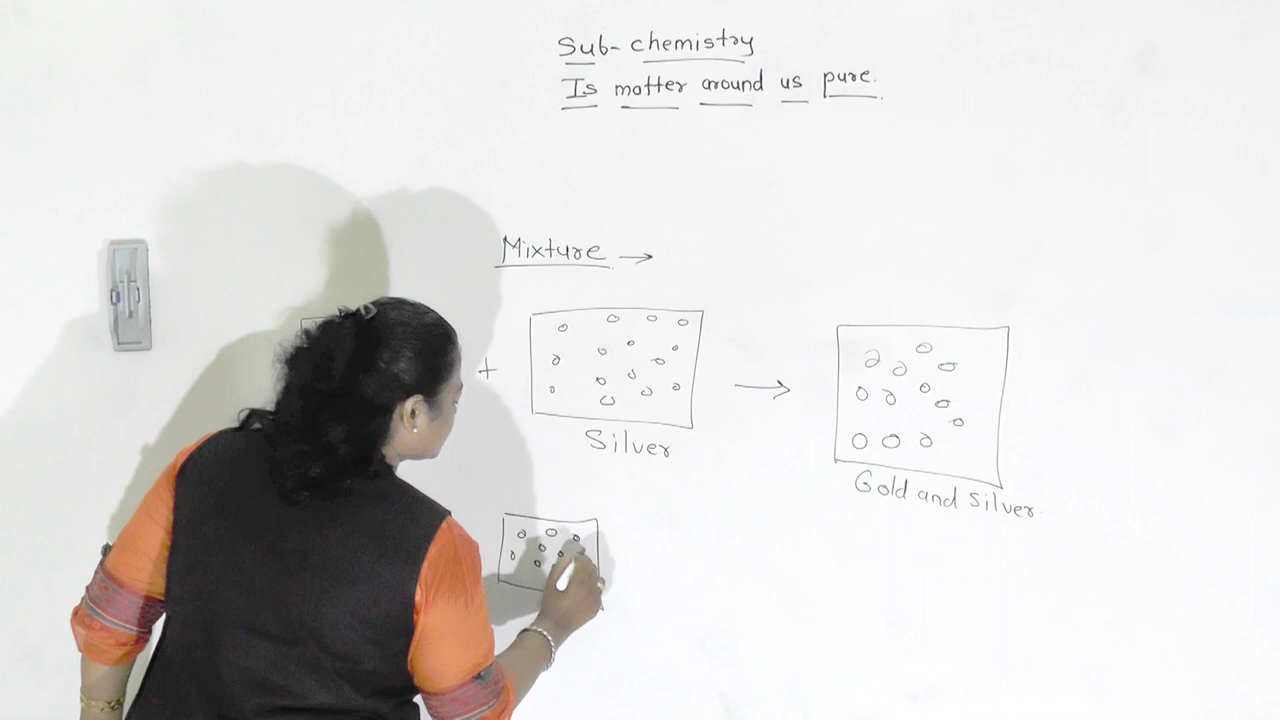 Sub- chemistry
Is matter around us pure.
Mixture →
+
→
Silver
Gold and Silver